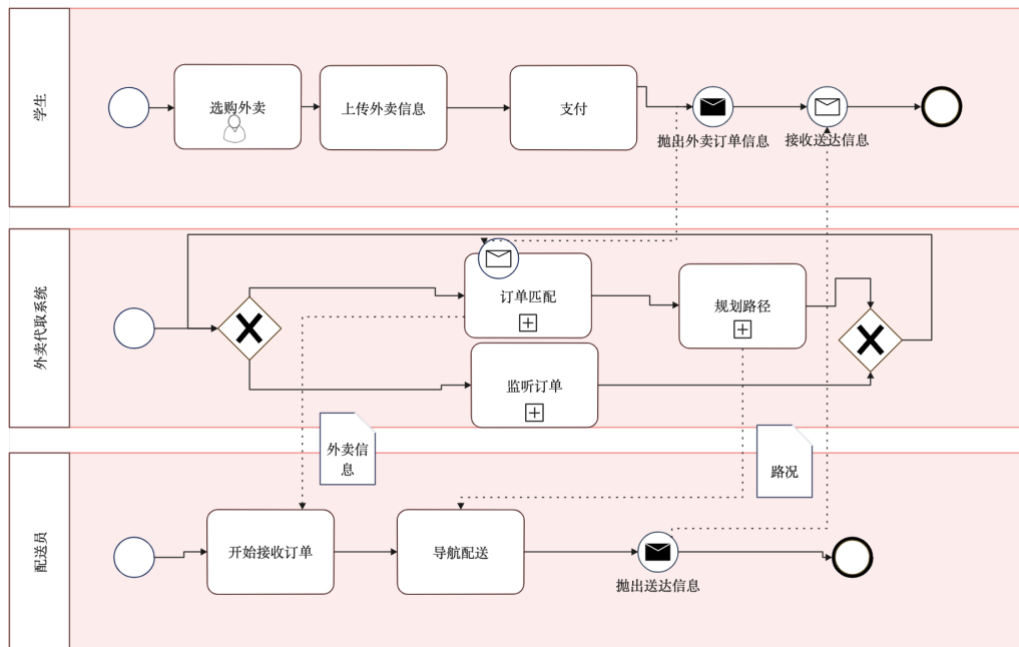 学生
选购外卖
上传外卖信息
支付
抛出外卖订单信息
接收送达信息
外卖代取系统
订单匹配
规划路径
监听订单
外卖信
息
路况
配送员
开始接收订单
导航配送
抛出送达信息